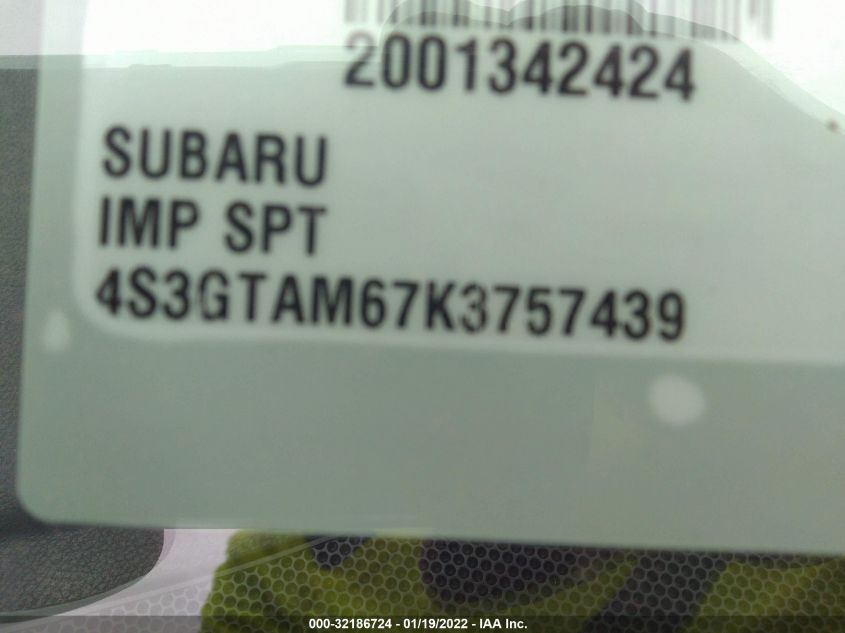 2001342424
SUBARU
IMP SPT
4S3GTAM67K3757439
000-32186724 - 01/19/2022 - IAA Inc.